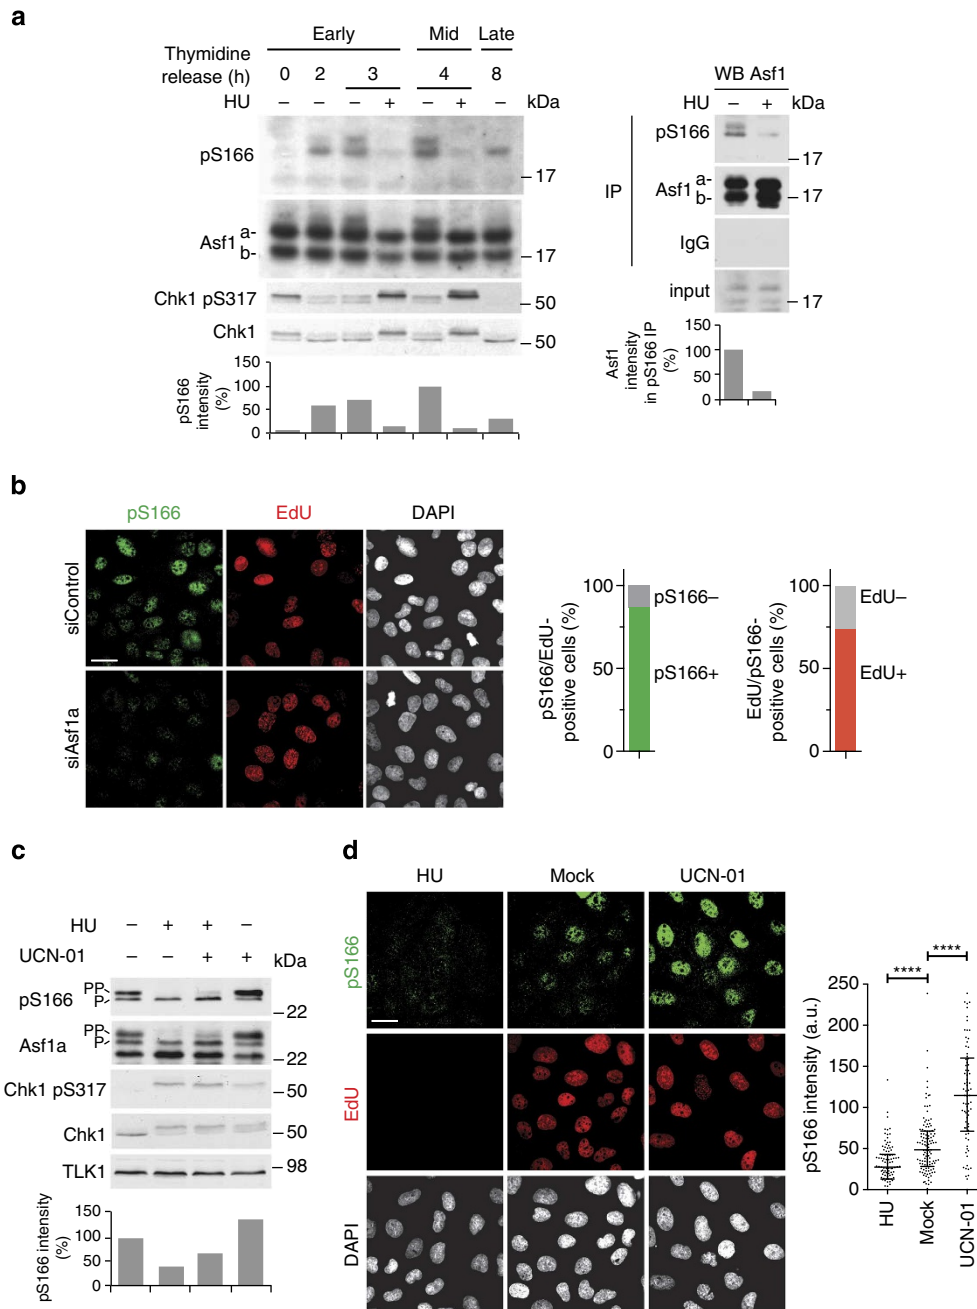 a
Early Mid Late
Thymidine
release (h) 0 2 3 4 8
HU – – – + – + – kDa
pS166
17
Asf1 a-
b-
17
Chk1 pS317
50
Chk1
50
pS166
intensity
(%)
150
100
50
0
WB Asf1
HU – + kDa
pS166
17
IP
Asf1 a-
b-
17
IgG
input
17
Asf1
intensity
in pS166 IP
(%)
150
100
50
0
b
pS166 EdU DAPI
siControl
siAsf1a
pS166/EdU-
positive cells (%)
100
50
0
pS166–
pS166+
EdU/pS166-
positive cells (%)
100
50
0
EdU–
EdU+
c
HU – + + –
UCN-01 – – + + kDa
pS166 PP
P
22
Asf1a PP
P
22
Chk1 pS317
50
Chk1
50
TLK1
98
pS166 intensity
(%)
150
100
50
0
d
HU Mock UCN-01
pS166
EdU
DAPI
pS166 intensity (a.u.)
250
200
150
100
50
0
****
****
HU
Mock
UCN-01